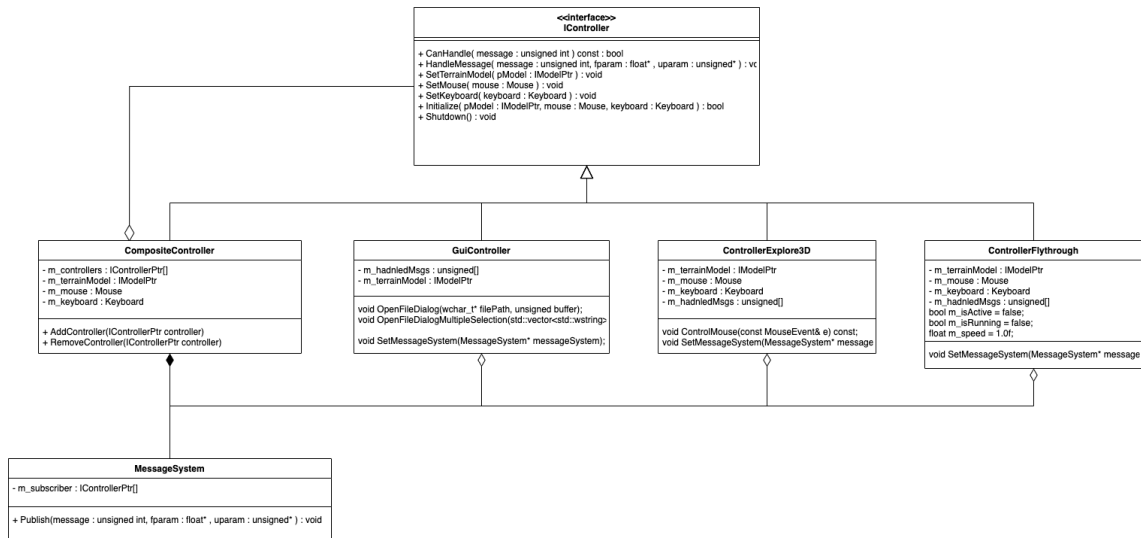 <<interface>>
IController
+ CanHandle( message : unsigned int ) const : bool
+ HandleMessage( message : unsigned int, fparam : float* , uparam : unsigned* ) : vo
+ SetTerrainModel( pModel : IModelPtr ) : void
+ SetMouse( mouse : Mouse ) : void
+ SetKeyboard( keyboard : Keyboard ) : void
+ Initialize( pModel : IModelPtr, mouse : Mouse, keyboard : Keyboard ) : bool
+ Shutdown() : void
CompositeController
- m_controllers : IControllerPtr[]
- m_terrainModel : IModelPtr
- m_mouse : Mouse
- m_keyboard : Keyboard
+ AddController(IControllerPtr controller)
+ RemoveController(IControllerPtr controller)
GuiController
- m_hadnledMsgs : unsigned[]
- m_terrainModel : IModelPtr
void OpenFileDialog(wchar_t* filePath, unsigned buffer);
void OpenFileDialogMultipleSelection(std::vector<std::wstring>
void SetMessageSystem(MessageSystem* messageSystem);
ControllerExplore3D
- m_terrainModel : IModelPtr
- m_mouse : Mouse
- m_keyboard : Keyboard
- m_hadnledMsgs : unsigned[]
void ControlMouse(const MouseEvent& e) const;
void SetMessageSystem(MessageSystem* message
ControllerFlythrough
- m_terrainModel : IModelPtr
- m_mouse : Mouse
- m_keyboard : Keyboard
- m_hadnledMsgs : unsigned[]
bool m_isActive = false;
bool m_isRunning = false;
float m_speed = 1.0f;
void SetMessageSystem(MessageSystem* message
MessageSystem
- m_subscriber : IControllerPtr[]
+ Publish(message : unsigned int, fparam : float* , uparam : unsigned* ) : void